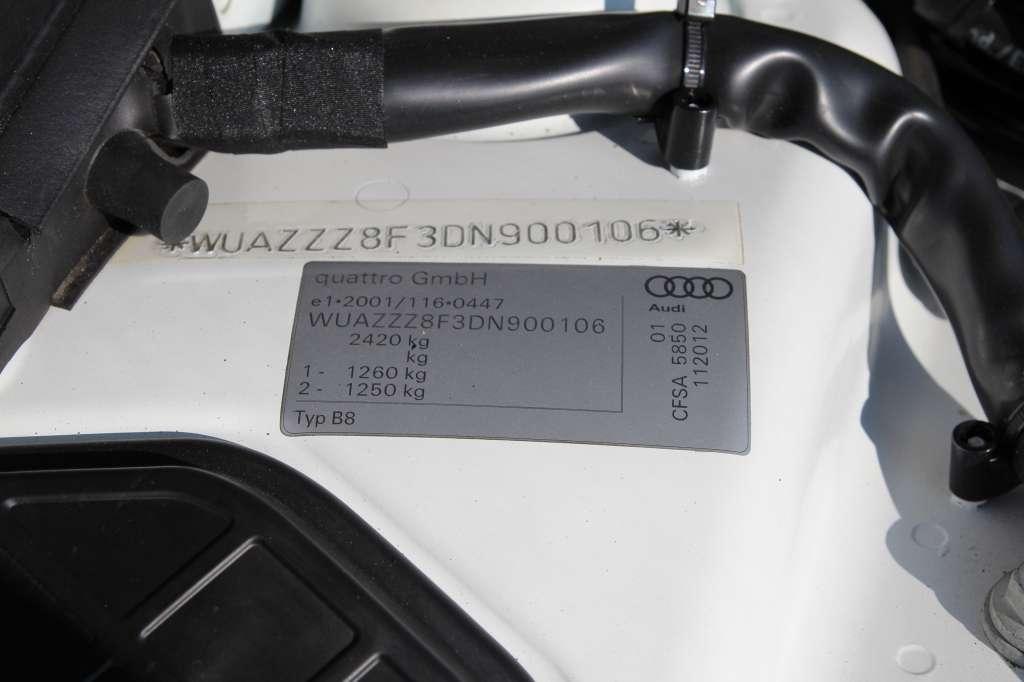 *WUAZZZ8F3DN900106*
quattro GmbH
e1•2001/116•0447
WUAZZZ8F3DN900106
2420 kg
kg
1 - 1260 kg
2 - 1250 kg
Typ B8
Audi
01
CFSA 5850
112012